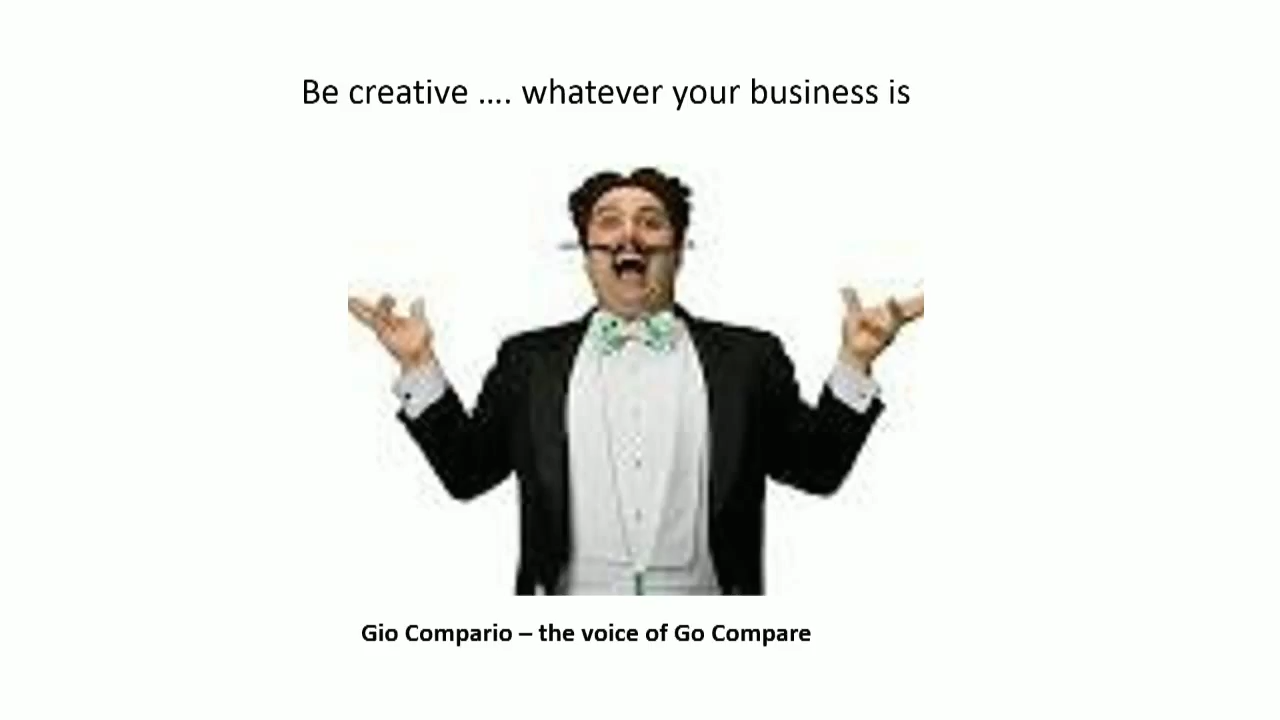 Be creative .... whatever your business is
Gio Compario – the voice of Go Compare